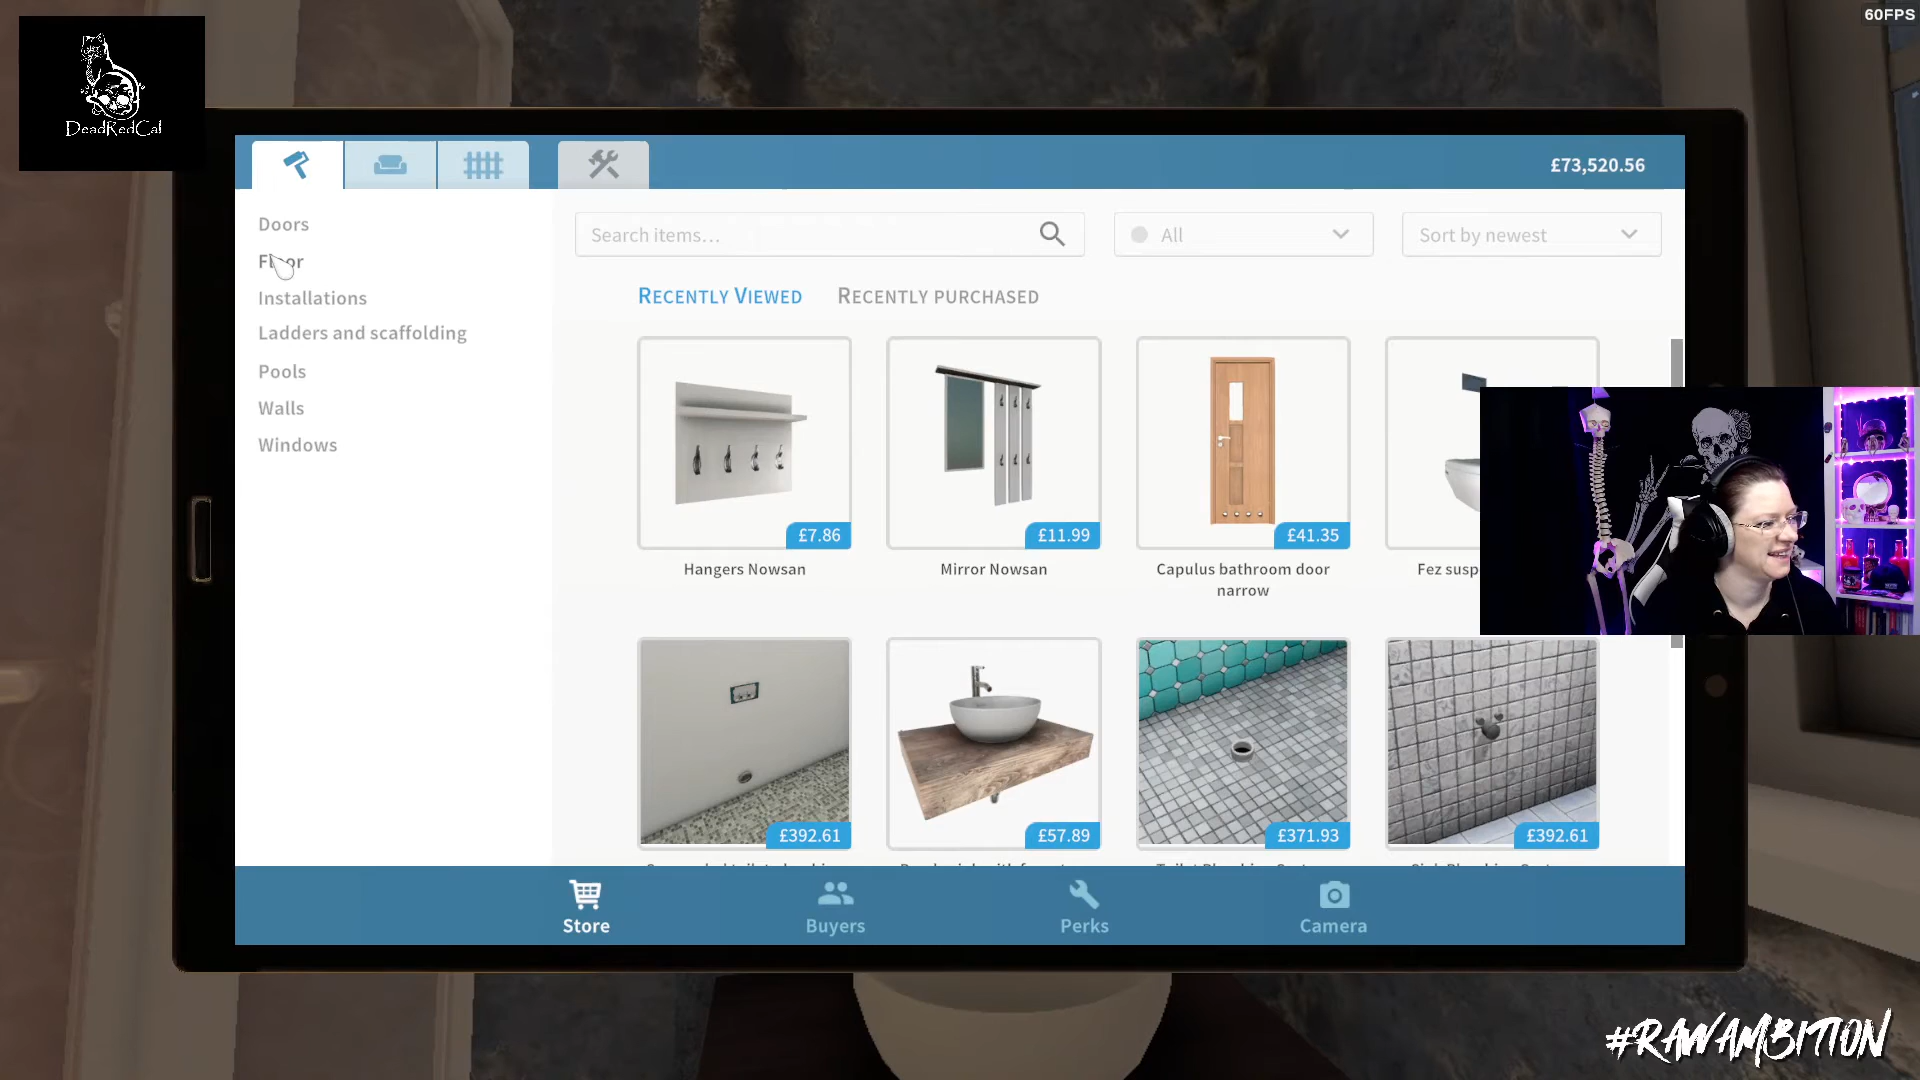 60FPS
DeadRedCal
£73,520.56
Doors
Floor
Installations
Ladders and scaffolding
Pools
Walls
Windows
Search items...
All
Sort by newest
RECENTLY VIEWED
RECENTLY PURCHASED
£7.86
£11.99
£41.35
Hangers Nowsan
Mirror Nowsan
Capulus bathroom door
narrow
Fez susp
£392.61
£57.89
£371.93
£392.61
Store
Buyers
Perks
Camera
#RAWAMBITION